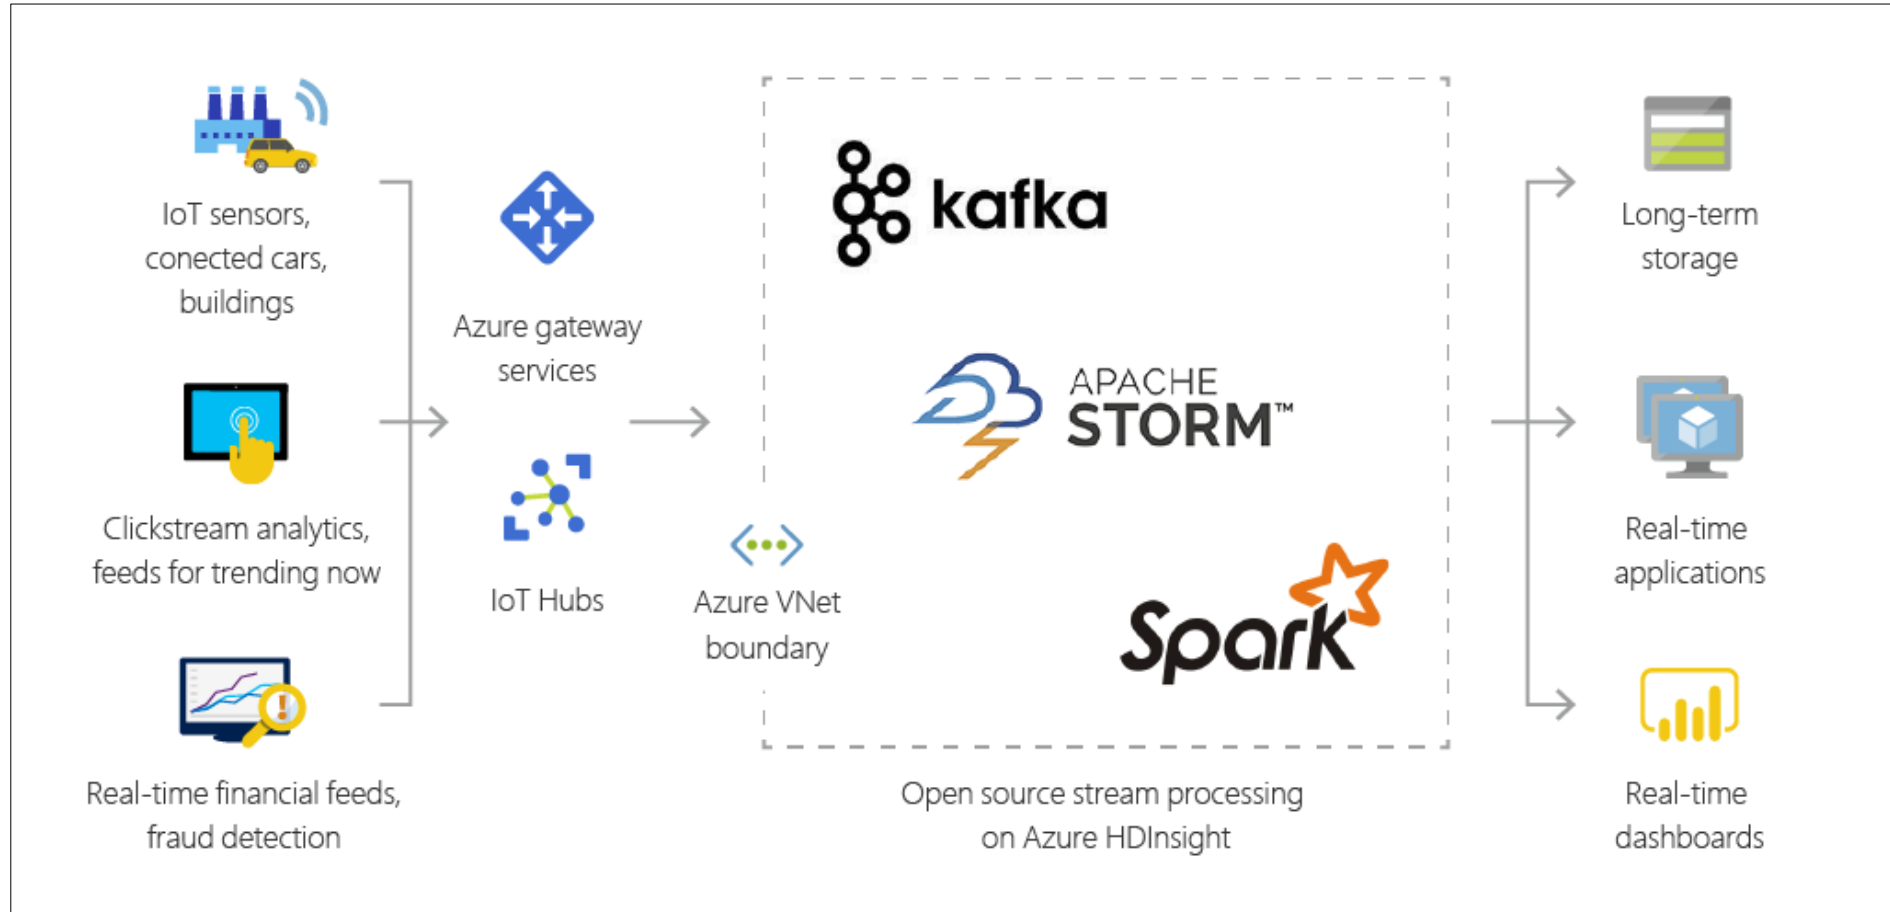 IoT sensors,
conected cars,
buildings
Clickstream analytics,
feeds for trending now
Real-time financial feeds,
fraud detection
Azure gateway
services
IoT Hubs
Azure VNet
boundary
kafka
APACHE
STORM™
Spark
Open source stream processing
on Azure HDInsight
Long-term
storage
Real-time
applications
Real-time
dashboards